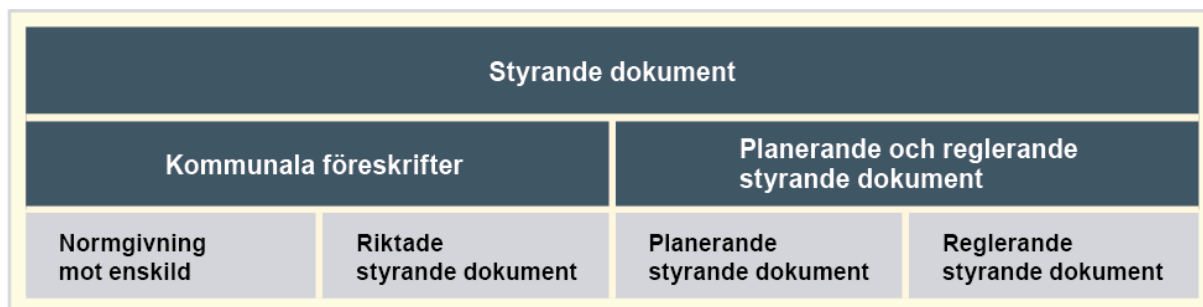 Styrande dokument
Kommunala föreskrifter
Planerande och reglerande
styrande dokument
Normgivning
mot enskild
Riktade
styrande dokument
Planerande
styrande dokument
Reglerande
styrande dokument